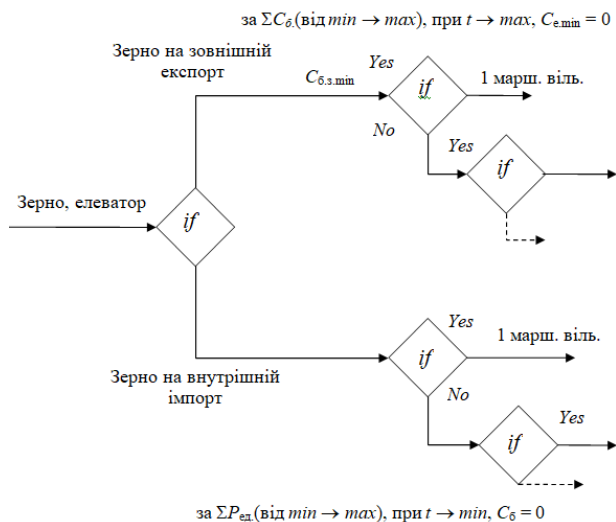 за ΣCб.(від min → max), при t → max, Cе.min = 0
Зерно на зовнішній
експорт
Cб.з.min
Yes
if
1 марш. віль.
No
Yes
if
Зерно, елеватор
if
Yes
1 марш. віль.
if
Зерно на внутрішній
імпорт
No
Yes
if
за ΣPед.(від min → max), при t → min, Cб = 0